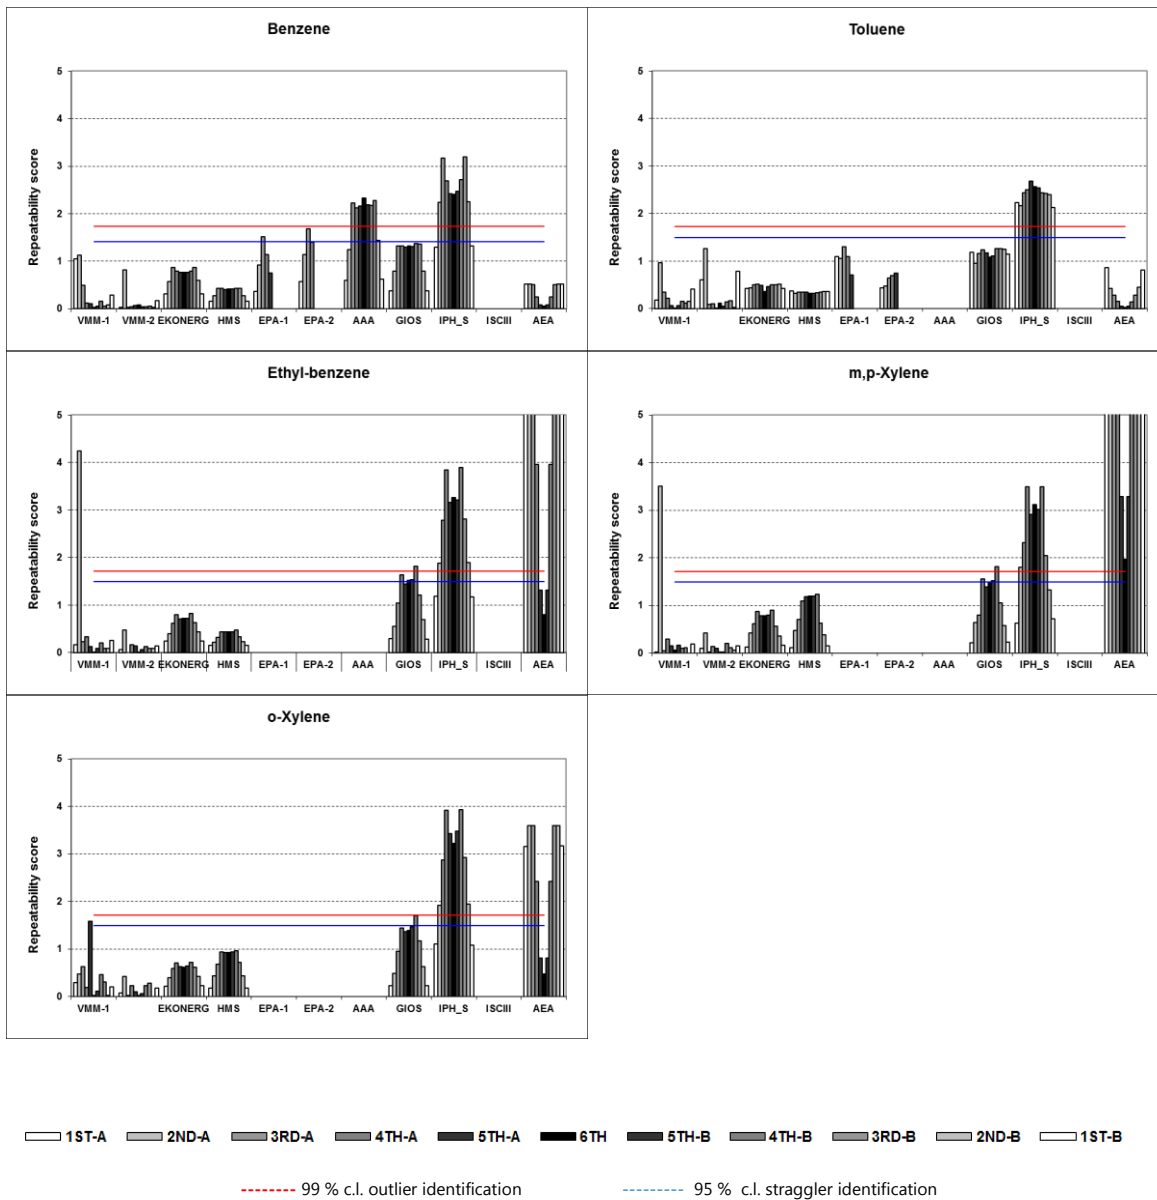 Benzene
Repeatability score
5
4
3
2
1
0
VMM-1 VMM-2 EKONERG HMS EPA-1 EPA-2 AAA GIOS IPH_S ISCIII AEA
Toluene
Repeatability score
5
4
3
2
1
0
VMM-1 EKONERG HMS EPA-1 EPA-2 AAA GIOS IPH_S ISCIII AEA
Ethyl-benzene
Repeatability score
5
4
3
2
1
0
VMM-1 VMM-2 EKONERG HMS EPA-1 EPA-2 AAA GIOS IPH_S ISCIII AEA
m,p-Xylene
Repeatability score
5
4
3
2
1
0
VMM-1 VMM-2 EKONERG HMS EPA-1 EPA-2 AAA GIOS IPH_S ISCIII AEA
o-Xylene
Repeatability score
5
4
3
2
1
0
VMM-1 EKONERG HMS EPA-1 EPA-2 AAA GIOS IPH_S ISCIII AEA
1ST-A 2ND-A 3RD-A 4TH-A 5TH-A 6TH 5TH-B 4TH-B 3RD-B 2ND-B 1ST-B
99 % c.l. outlier identification 95 % c.l. straggler identification